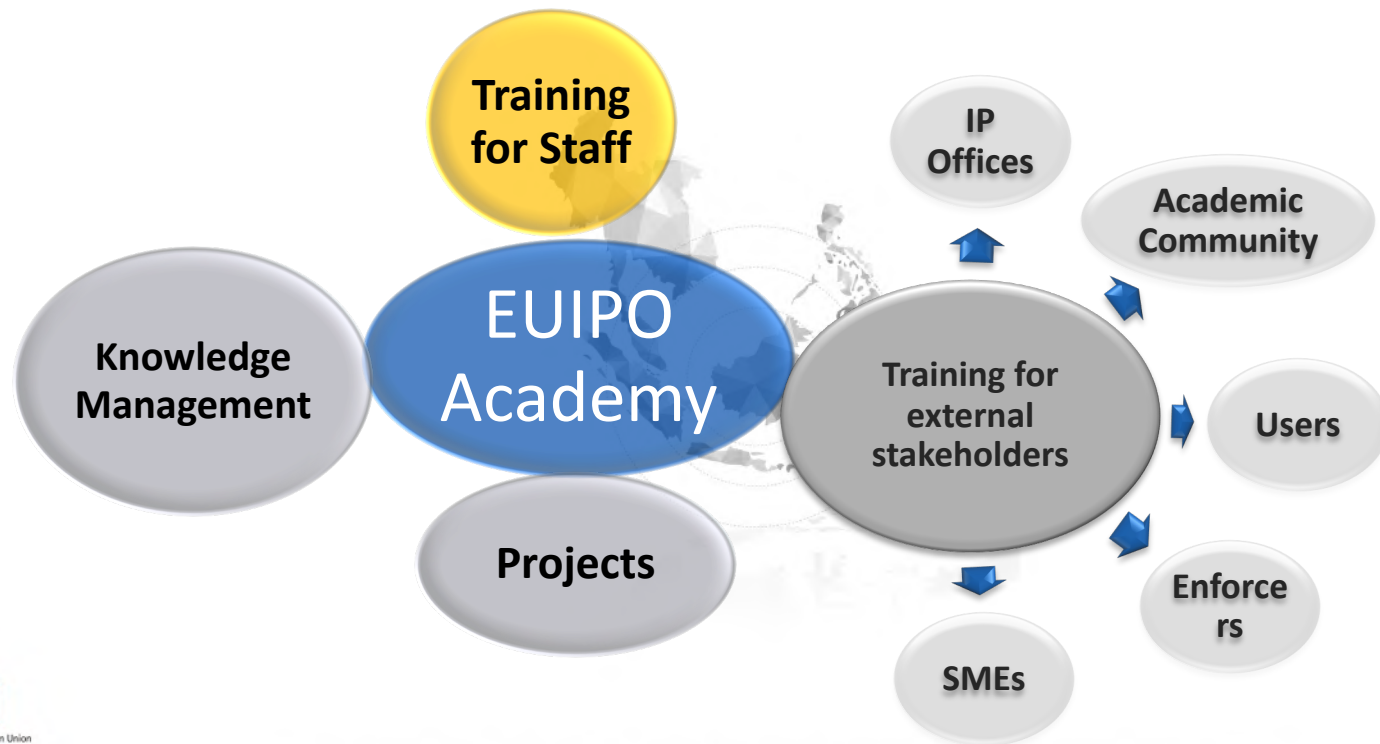 Training
for Staff
IP
Offices
Academic
Community
EUIPO
Academy
Knowledge
Management
Training for
external
stakeholders
Users
Projects
Enforce
rs
SMEs
n Union